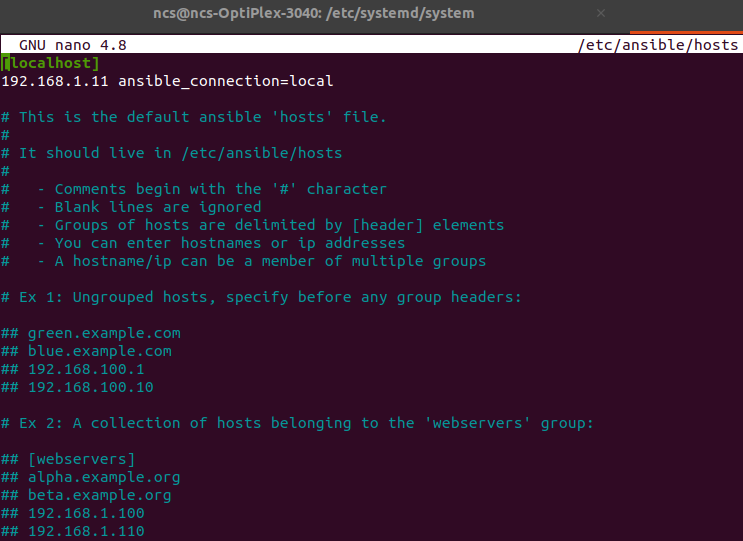 ncs@ncs-OptiPlex-3040: /etc/systemd/system ×
GNU nano 4.8 /etc/ansible/hosts
[localhost]
192.168.1.11 ansible_connection=local
# This is the default ansible 'hosts' file.
#
# It should live in /etc/ansible/hosts
#
#   - Comments begin with the '#' character
#   - Blank lines are ignored
#   - Groups of hosts are delimited by [header] elements
#   - You can enter hostnames or ip addresses
#   - A hostname/ip can be a member of multiple groups
# Ex 1: Ungrouped hosts, specify before any group headers:
## green.example.com
## blue.example.com
## 192.168.100.1
## 192.168.100.10
# Ex 2: A collection of hosts belonging to the 'webservers' group:
## [webservers]
## alpha.example.org
## beta.example.org
## 192.168.1.100
## 192.168.1.110